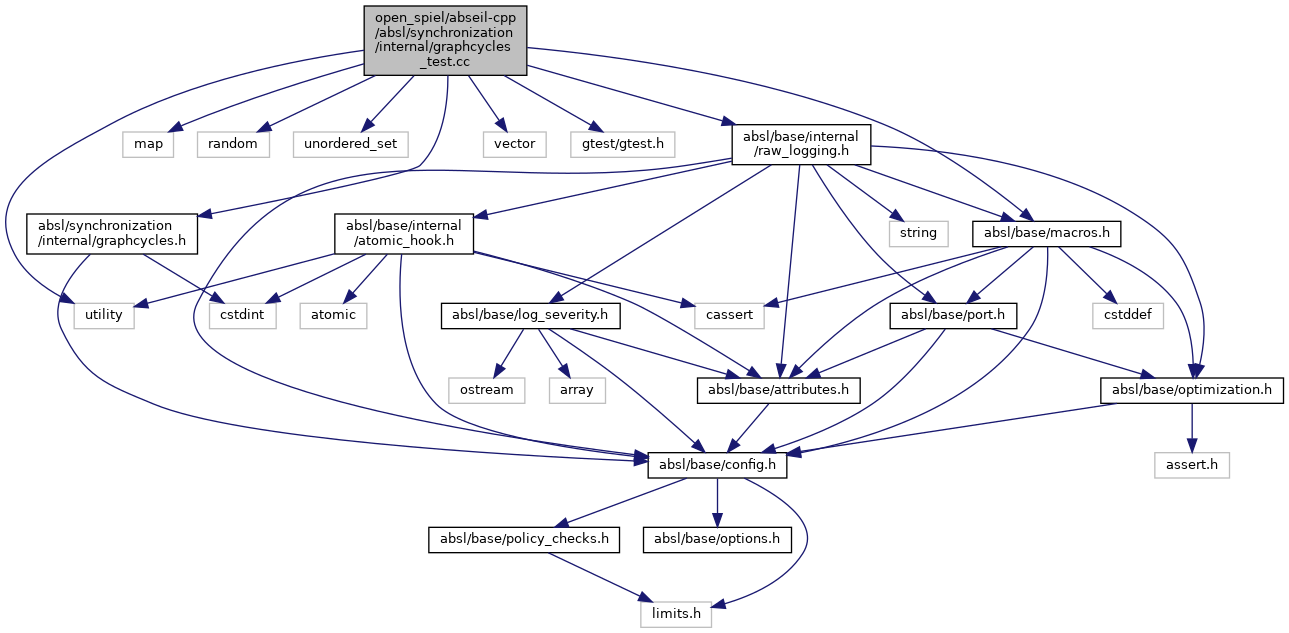 open_spiel/abseil-cpp
/absl/synchronization
/internal/graphcycles
_test.cc
map
random
unordered_set
vector
gtest/gtest.h
absl/base/internal
/raw_logging.h
absl/synchronization
/internal/graphcycles.h
absl/base/internal
/atomic_hook.h
string
absl/base/macros.h
utility
cstdint
atomic
absl/base/log_severity.h
cassert
absl/base/port.h
cstddef
ostream
array
absl/base/attributes.h
absl/base/optimization.h
absl/base/config.h
assert.h
absl/base/policy_checks.h
absl/base/options.h
limits.h